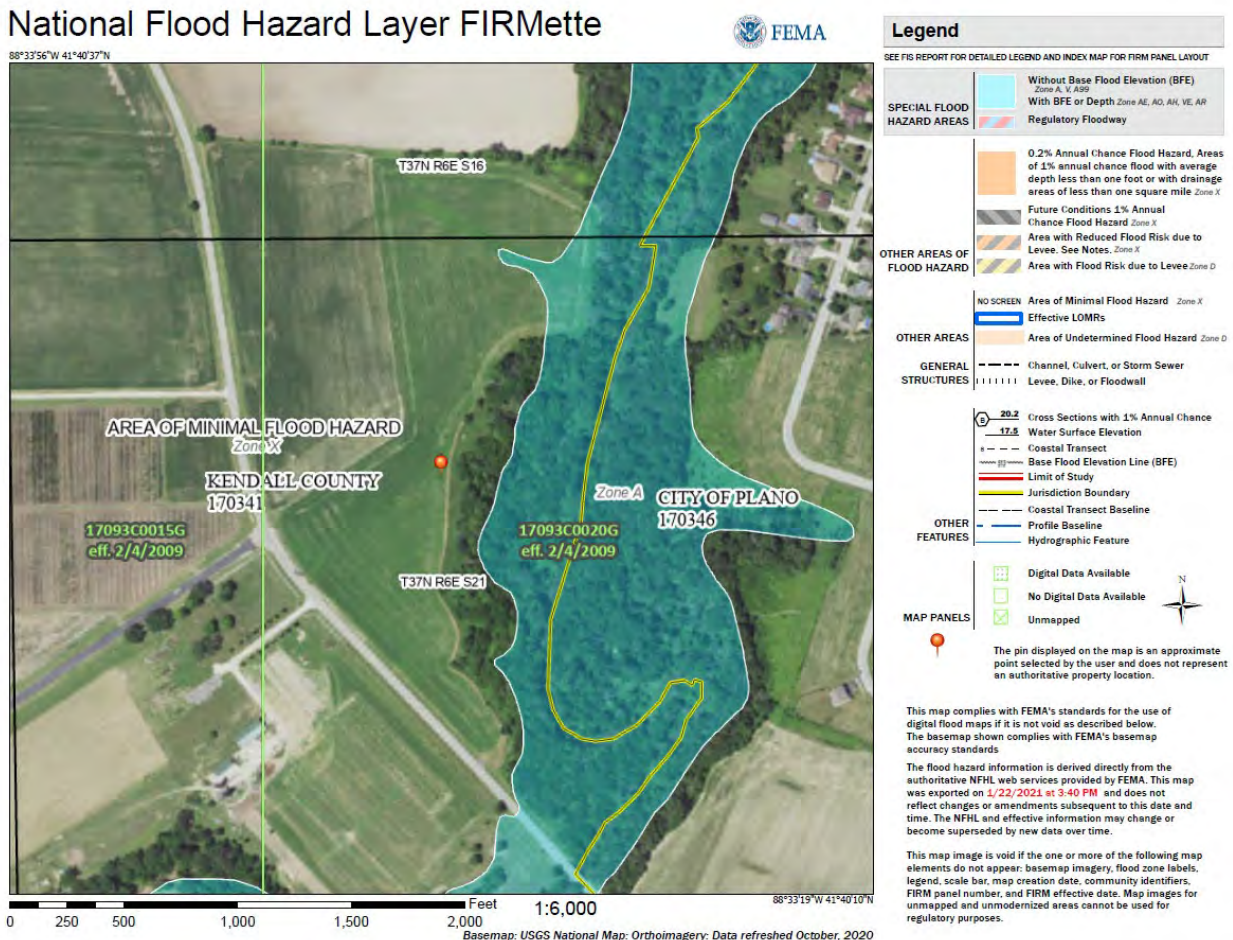 National Flood Hazard Layer FIRMette
FEMA
88°33'56"W 41°40'37"N
T37N R6E S16
AREA OF MINIMAL FLOOD HAZARD
Zone X
KENDALL COUNTY
170341
17093C0015G
eff. 2/4/2009
Zone A
CITY OF PLANO
170346
17093C0020G
eff. 2/4/2009
T37N R6E S21
88°33'19"W 41°40'10"N
Feet
1:6,000
0 250 500 1,000 1,500 2,000
Basemap: USGS National Map: Orthoimagery: Data refreshed October, 2020
Legend
SEE FIS REPORT FOR DETAILED LEGEND AND INDEX MAP FOR FIRM PANEL LAYOUT
SPECIAL FLOOD
HAZARD AREAS
Without Base Flood Elevation (BFE)
Zone A, V, A99
With BFE or Depth Zone AE, AO, AH, VE, AR
Regulatory Floodway
OTHER AREAS OF
FLOOD HAZARD
0.2% Annual Chance Flood Hazard, Areas
of 1% annual chance flood with average
depth less than one foot or with drainage
areas of less than one square mile Zone X
Future Conditions 1% Annual
Chance Flood Hazard Zone X
Area with Reduced Flood Risk due to
Levee. See Notes. Zone X
Area with Flood Risk due to Levee Zone D
OTHER AREAS
NO SCREEN Area of Minimal Flood Hazard Zone X
Effective LOMRs
Area of Undetermined Flood Hazard Zone D
GENERAL
STRUCTURES
Channel, Culvert, or Storm Sewer
Levee, Dike, or Floodwall
OTHER
FEATURES
B 20.2 Cross Sections with 1% Annual Chance
17.5 Water Surface Elevation
8 Coastal Transect
513 Base Flood Elevation Line (BFE)
Limit of Study
Jurisdiction Boundary
Coastal Transect Baseline
Profile Baseline
Hydrographic Feature
MAP PANELS
Digital Data Available
No Digital Data Available
Unmapped
N
The pin displayed on the map is an approximate
point selected by the user and does not represent
an authoritative property location.
This map complies with FEMA's standards for the use of
digital flood maps if it is not void as described below.
The basemap shown complies with FEMA's basemap
accuracy standards
The flood hazard information is derived directly from the
authoritative NFHL web services provided by FEMA. This map
was exported on 1/22/2021 at 3:40 PM and does not
reflect changes or amendments subsequent to this date and
time. The NFHL and effective information may change or
become superseded by new data over time.
This map image is void if the one or more of the following map
elements do not appear: basemap imagery, flood zone labels,
legend, scale bar, map creation date, community identifiers,
FIRM panel number, and FIRM effective date. Map images for
unmapped and unmodernized areas cannot be used for
regulatory purposes.